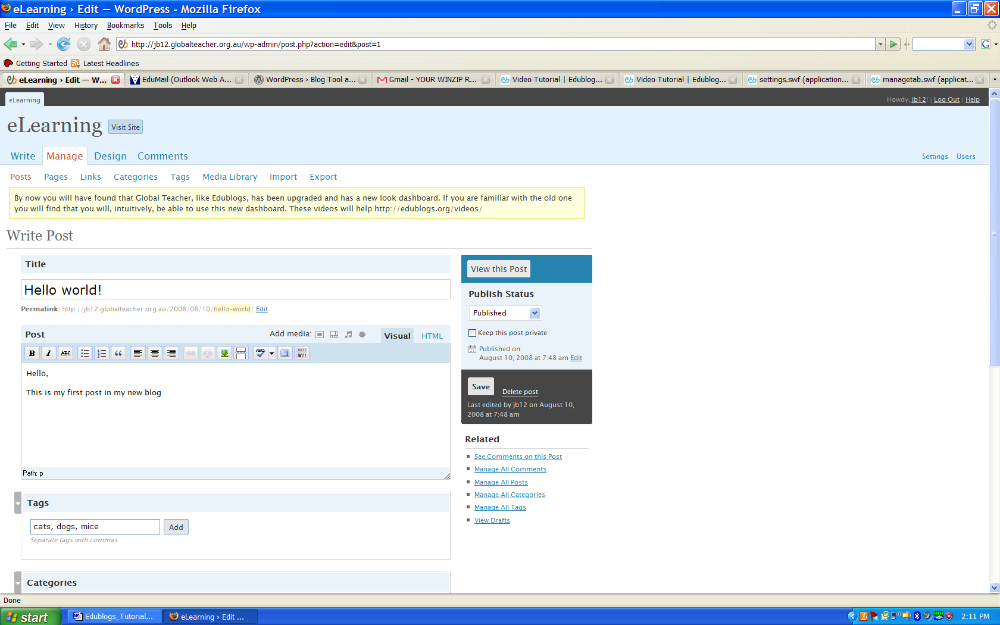 eLearning › Edit — WordPress - Mozilla Firefox
File Edit View History Bookmarks Tools Help
http://jb12.globalteacher.org.au/wp-admin/post.php?action=edit&post=1
G
Getting Started Latest Headlines
eLearning › Edit — W... EduMail (Outlook Web A... WordPress › Blog Tool a... Gmail - YOUR WINZIP R... Video Tutorial | Edublog... Video Tutorial | Edublog... settings.swf (application... managetab.swf (applicat...
eLearning
Howdy, jb12! | Log Out | Help
eLearning Visit Site
Write Manage Design Comments
Settings Users
Posts Pages Links Categories Tags Media Library Import Export
By now you will have found that Global Teacher, like Edublogs, has been upgraded and has a new look dashboard. If you are familiar with the old one
you will find that you will, intuitively, be able to use this new dashboard. These videos will help http://edublogs.org/videos/
Write Post
Title
Hello world!
Permalink: http://jb12.globalteacher.org.au/2008/08/10/hello-world/ Edit
Post
Add media:
Visual HTML
B I ABC ABC
Hello,
This is my first post in my new blog
Path: p
Tags
cats, dogs, mice Add
Separate tags with commas
Categories
View this Post
Publish Status
Published
Keep this post private
Published on:
August 10, 2008 at 7:48 am Edit
Save Delete post
Last edited by jb12 on August 10,
2008 at 7:48 am
Related
See Comments on this Post
Manage All Comments
Manage All Posts
Manage All Categories
Manage All Tags
View Drafts
Done
start Edublogs_Tutorial... eLearning › Edit ... 2:11 PM